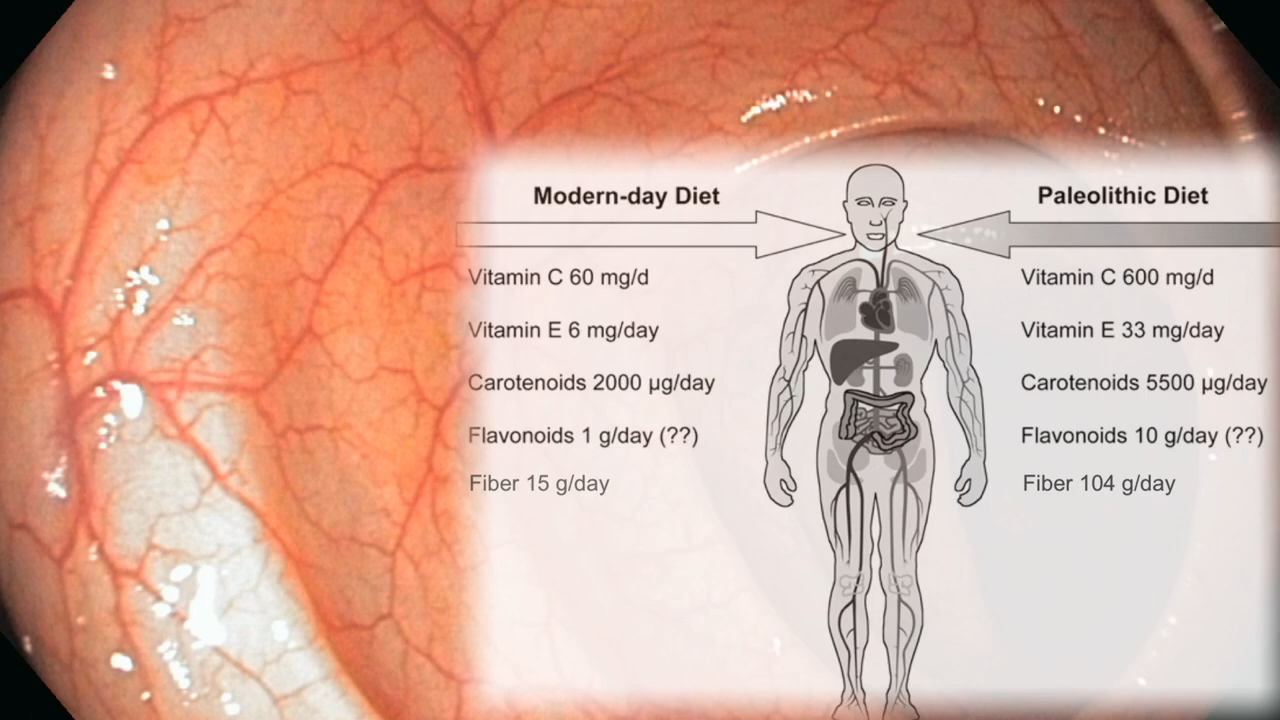 Modern-day Diet
Vitamin C 60 mg/d
Vitamin E 6 mg/day
Carotenoids 2000 µg/day
Flavonoids 1 g/day (??)
Fiber 15 g/day
Paleolithic Diet
Vitamin C 600 mg/d
Vitamin E 33 mg/day
Carotenoids 5500 µg/day
Flavonoids 10 g/day (??)
Fiber 104 g/day